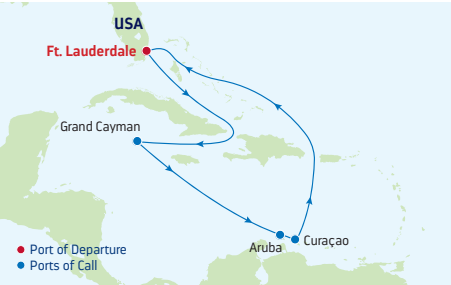 USA
Ft. Lauderdale
Grand Cayman
Aruba
Curaçao
Port of Departure
Ports of Call